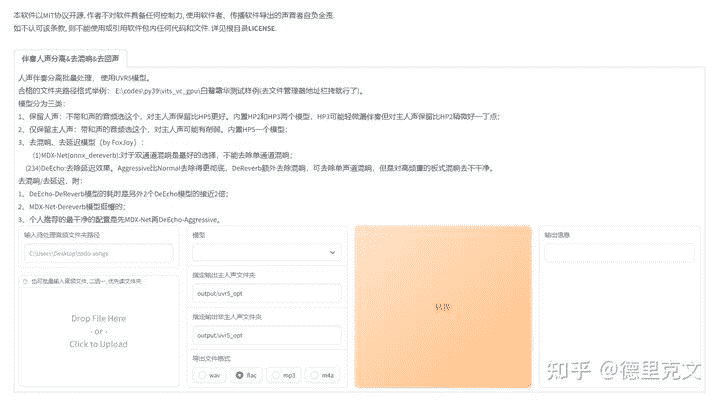 本软件以MIT协议开源, 作者不对软件具备任何控制力, 使用软件者、传播软件导出的声音者自负全责.
如不认可该条款, 则不能使用或引用软件包内任何代码和文件. 详见根目录LICENSE.
伴奏人声分离&去混响&去回声
人声伴奏分离批量处理, 使用UVR5模型。
合格的文件夹路径格式举例: E:\codes\py39\vits_vc_gpu\白鹭霜华测试样例(去文件管理器地址栏拷就行了)。
模型分为三类:
1、保留人声: 不带和声的音频选这个, 对主人声保留比HP5更好。内置HP2和HP3两个模型, HP3可能轻微漏伴奏但对主人声保留比HP2稍微好一丁点;
2、仅保留主人声: 带和声的音频选这个, 对主人声可能有削弱。内置HP5一个模型;
3、去混响、去延迟模型 (by FoxJoy):
(1)MDX-Net(onnx_dereverb):对于双通道混响是最好的选择, 不能去除单通道混响;
(234)DeEcho:去除延迟效果。Aggressive比Normal去除得更彻底, DeReverb额外去除混响, 可去除单声道混响, 但是对高频重的板式混响去不干净。
去混响/去延迟, 附:
1、DeEcho-DeReverb模型的耗时是另外2个DeEcho模型的接近2倍;
2、MDX-Net-Dereverb模型挺慢的;
3、个人推荐的最干净的配置是先MDX-Net再DeEcho-Aggressive。
输入待处理音频文件夹路径
C:\Users\Desktop\todo-songs
也可批量输入音频文件, 二选一, 优先读文件夹
Drop File Here
- or -
Click to Upload
模型
指定输出主人声文件夹
output/uvr5_opt
指定输出非主人声文件夹
output/uvr5_opt
导出文件格式
wav
flac
mp3
m4a
转换
输出信息
知乎 @德里克文